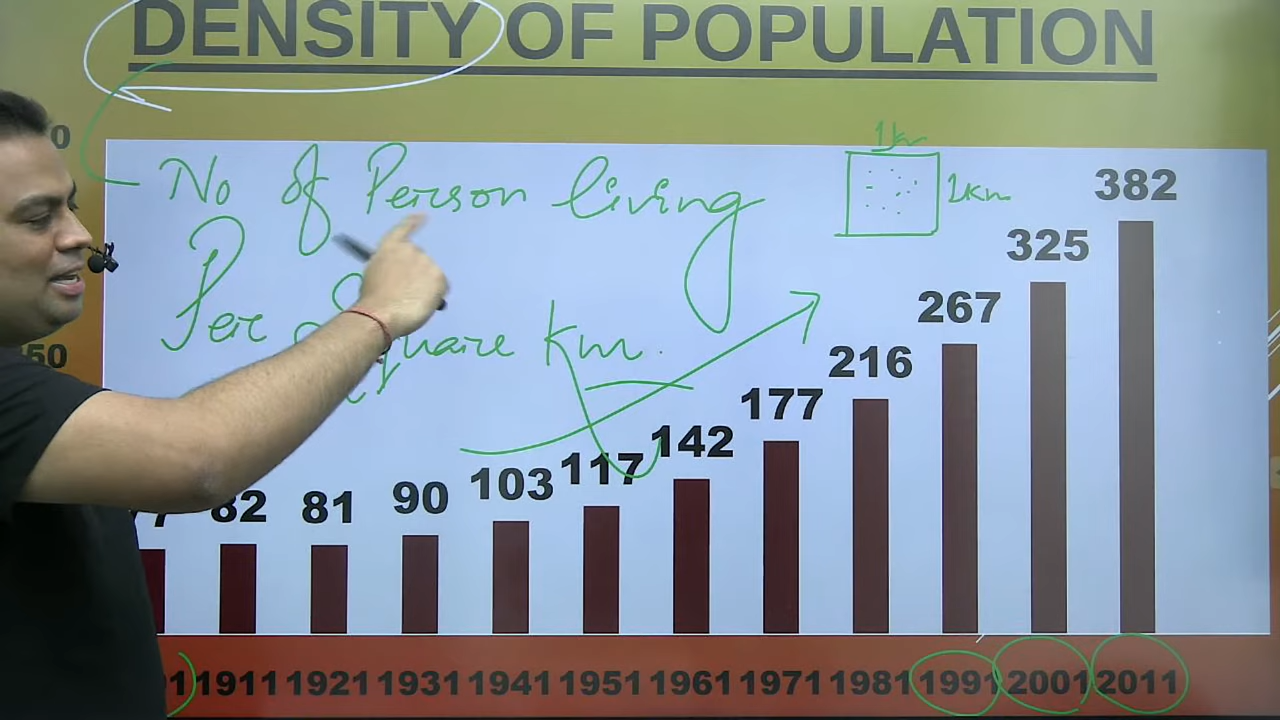 DENSITY OF POPULATION
1km
No of Person living
1km
382
Per Square km.
325
267
216
177
142
117
103
90
81
82
1911 1921 1931 1941 1951 1961 1971 1981 1991 2001 2011